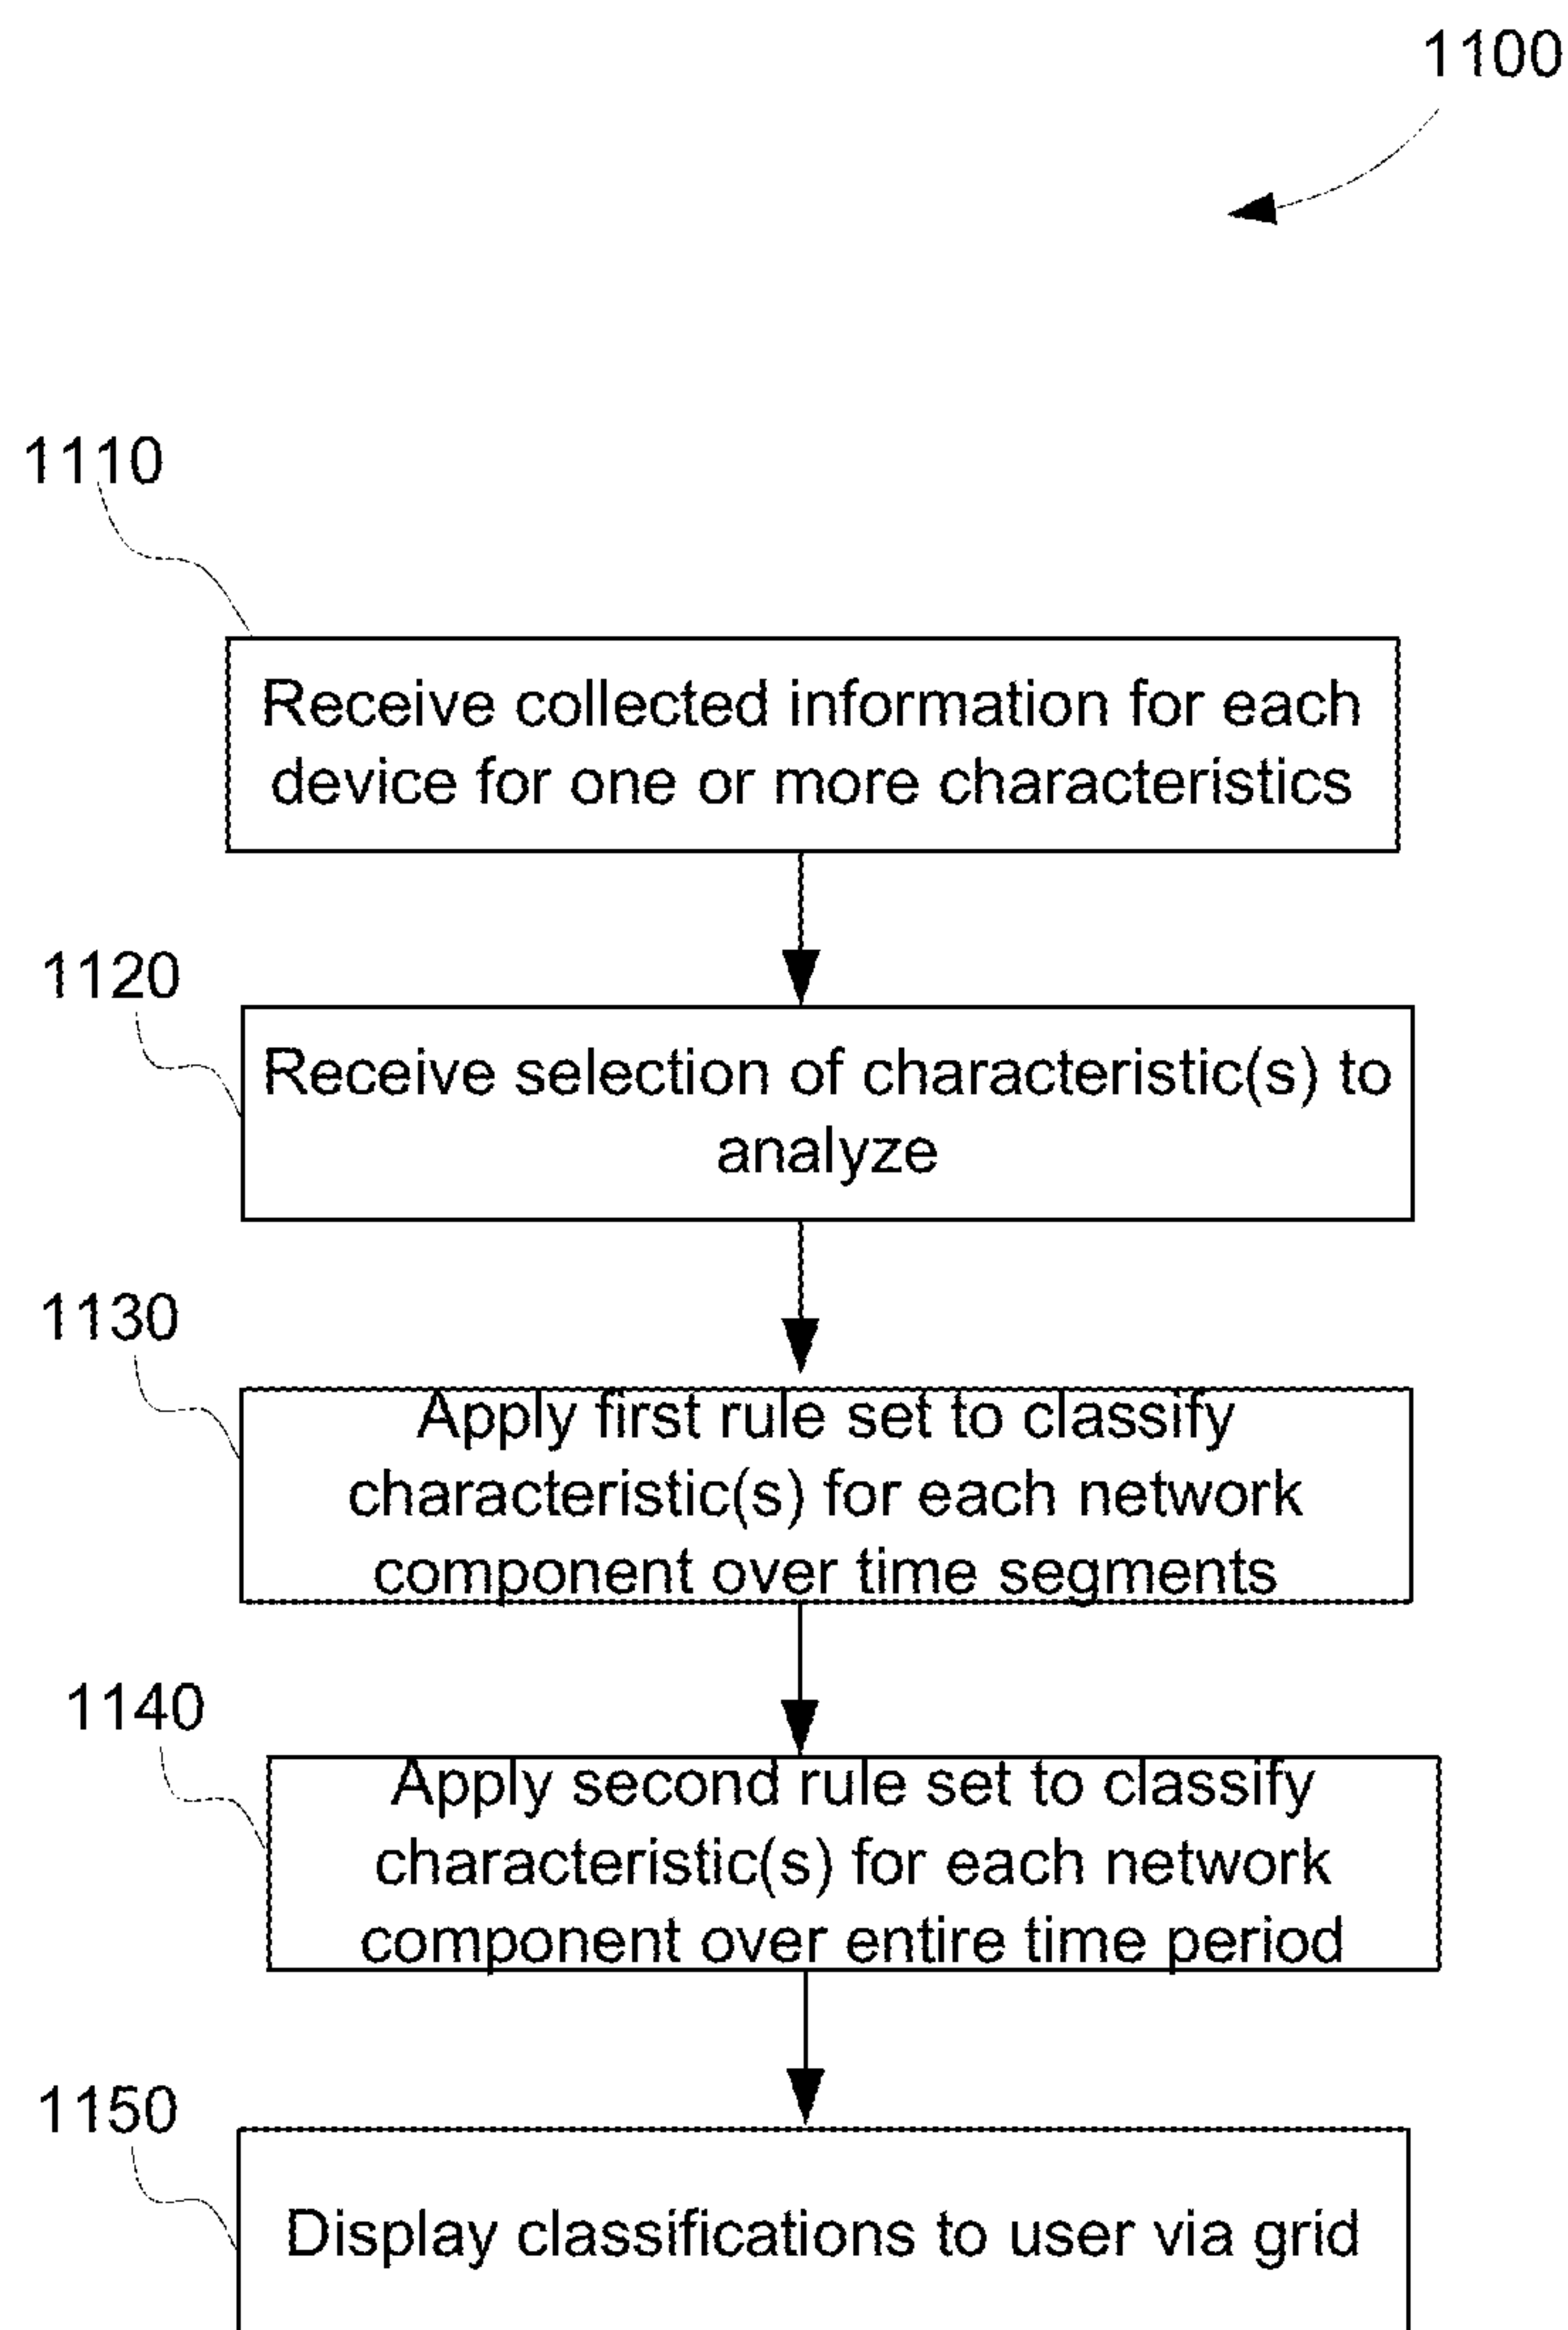 1100
1110
Receive collected information for each
device for one or more characteristics
1120
Receive selection of characteristic(s) to
analyze
1130
Apply first rule set to classify
characteristic(s) for each network
component over time segments
1140
Apply second rule set to classify
characteristic(s) for each network
component over entire time period
1150
Display classifications to user via grid